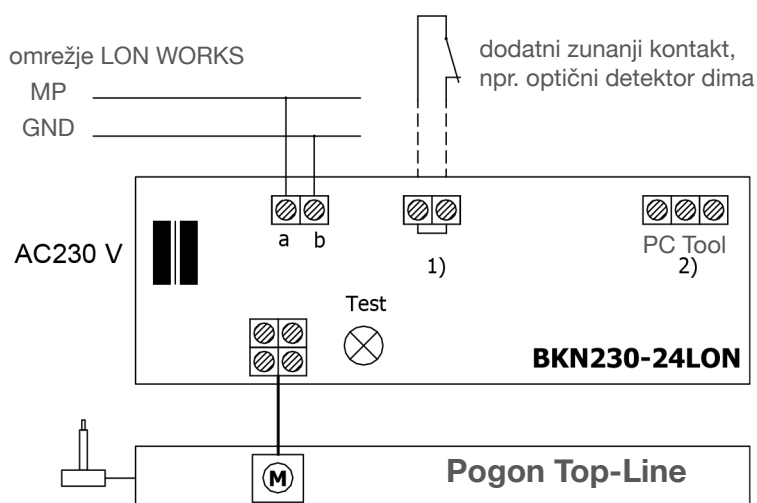 omrežje LON WORKS
MP
GND
dodatni zunanji kontakt,
npr. optični detektor dima
AC230 V
a b
1)
PC Tool
2)
Test
BKN230-24LON
M
Pogon Top-Line